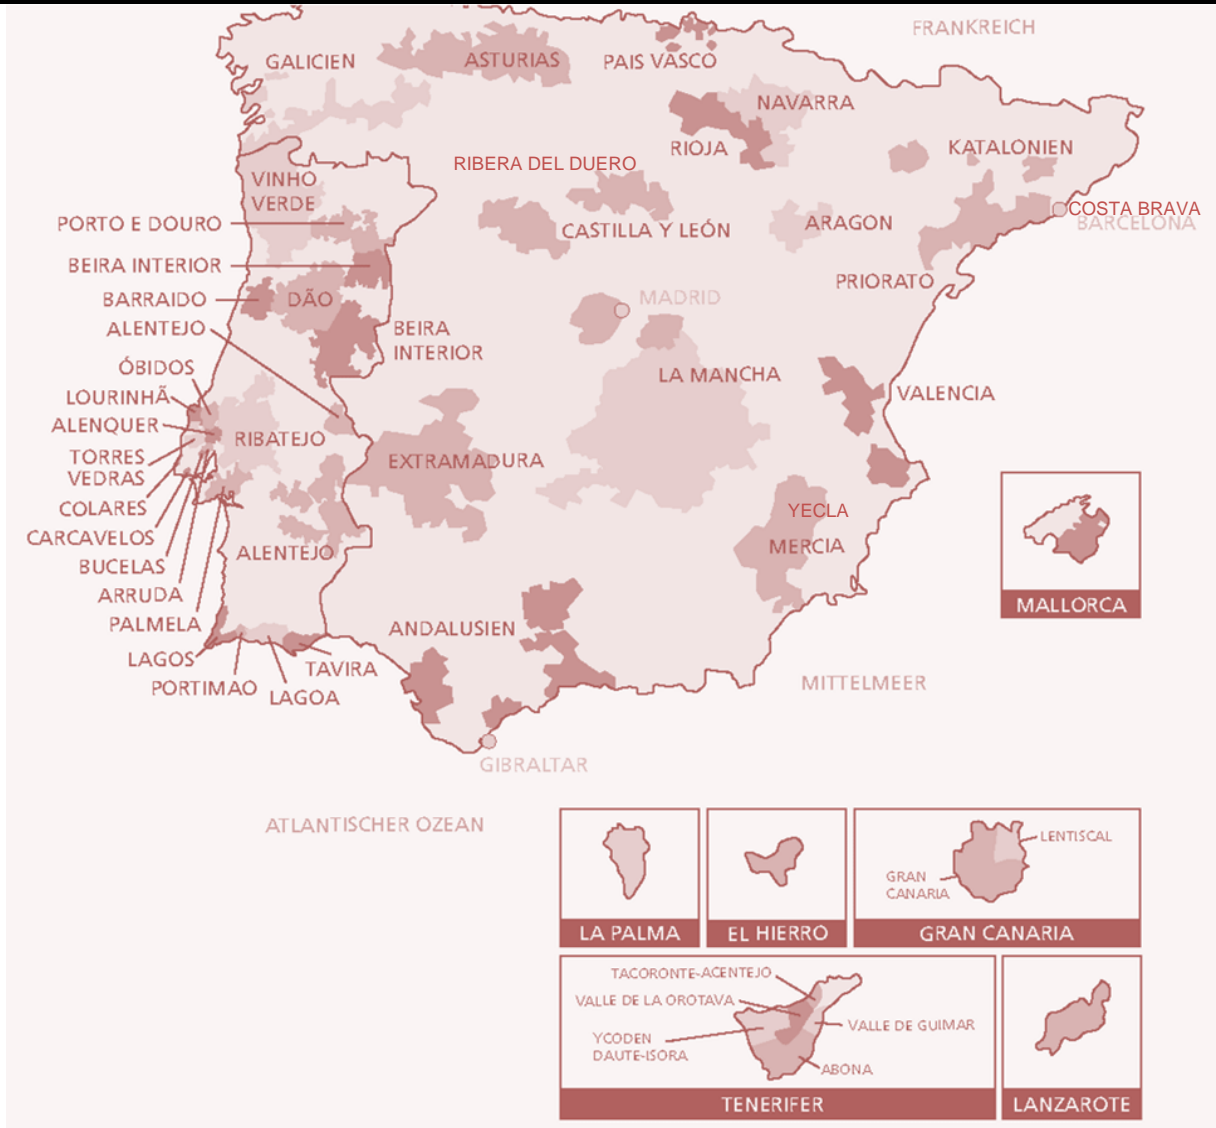 FRANKREICH
GALICIEN
ASTURIAS
PAIS VASCO
NAVARRA
RIOJA
KATALONIEN
RIBERA DEL DUERO
VINHO
VERDE
COSTA BRAVA
BARCELONA
PORTO E DOURO
CASTILLA Y LEÓN
ARAGON
BEIRA INTERIOR
PRIORATO
BARRAIDO
DÃO
MADRID
ALENTEJO
BEIRA
INTERIOR
ÓBIDOS
LA MANCHA
LOURINHÃ
VALENCIA
ALENQUER
RIBATEJO
TORRES
VEDRAS
EXTRAMADURA
COLARES
YECLA
CARCAVELOS
ALENTEJO
MERCIA
BUCELAS
ARRUDA
MALLORCA
PALMELA
ANDALUSIEN
LAGOS
TAVIRA
PORTIMAO
LAGOA
MITTELMEER
GIBRALTAR
ATLANTISCHER OZEAN
LENTISCAL
GRAN
CANARIA
LA PALMA
EL HIERRO
GRAN CANARIA
TACORONTE-ACENTEJO
VALLE DE LA OROTAVA
VALLE DE GUIMAR
YCODEN
DAUTE-ISORA
ABONA
TENERIFER
LANZAROTE